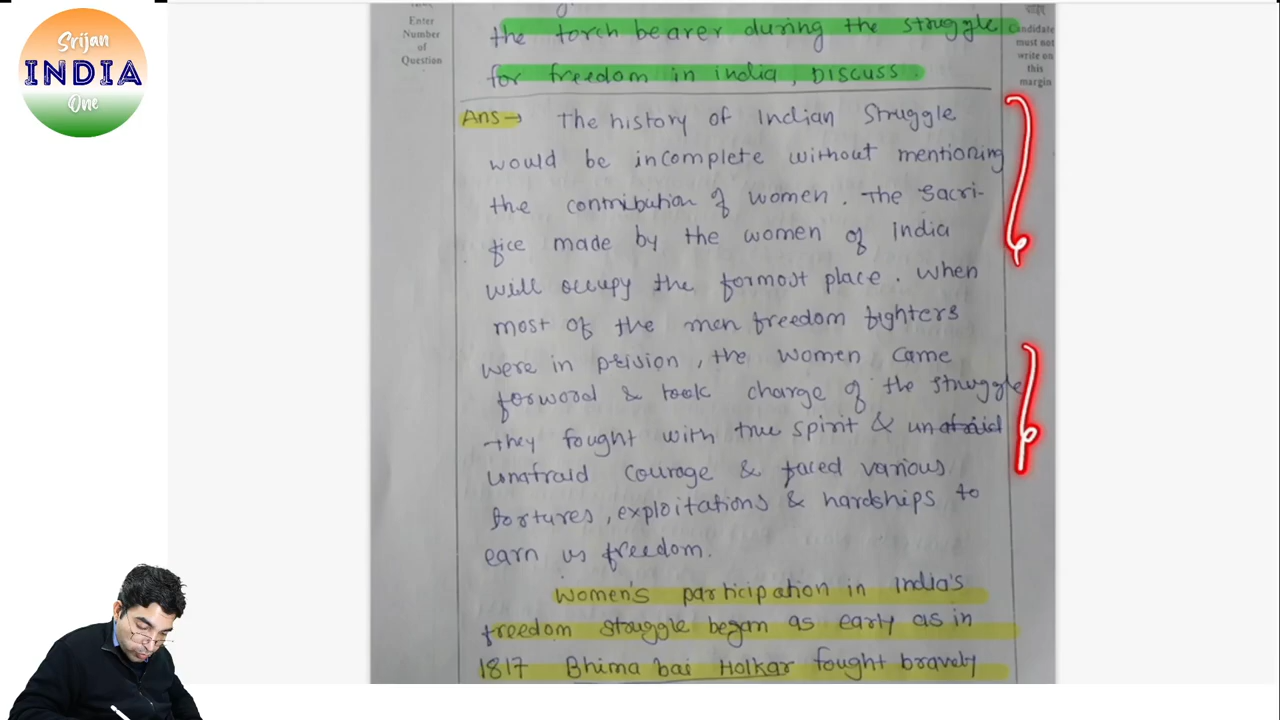 Srijan
INDIA
One
Enter
Number
of
Question
the torch bearer during the struggle
for freedom in india, DISCUSS.
Candidate
must not
write on
this
margin
Ans → The history of Indian Struggle
would be incomplete without mentioning
the contribution of women. The Sacri-
fice made by the women of India
will occupy the formost place. When
most of the men freedom fighters
were in prision, the women came
forword & took charge of the struggle
They fought with true spirit & unafraid
unafraid courage & faced various
tortures, exploitations & hardships to
earn us freedom.
Women's participation in India's
freedom struggle began as early as in
1817 Bhima bai Holkar fought bravely